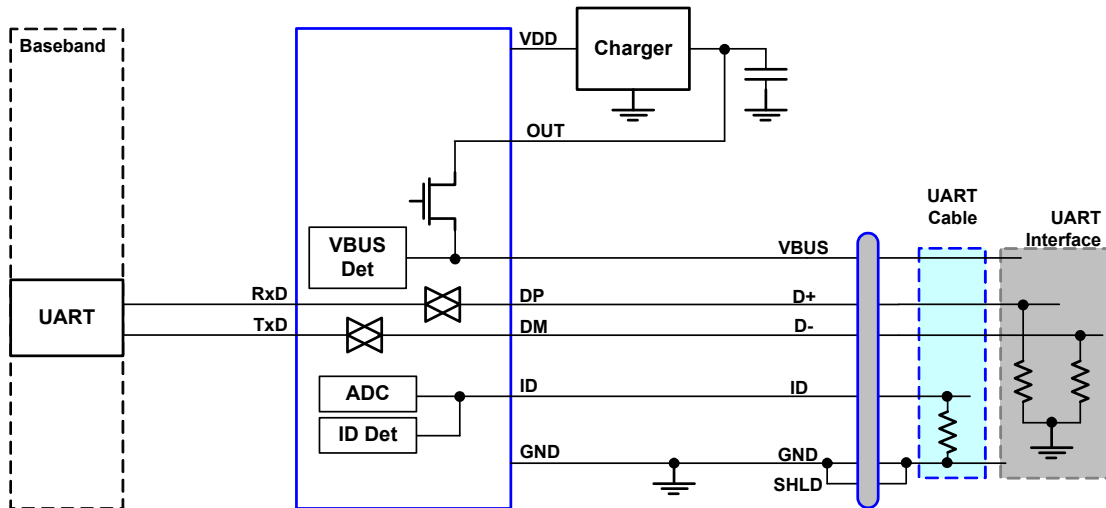 Baseband
VDD
Charger
OUT
UART
Cable
UART
Interface
VBUS
Det
VBUS
UART
RxD
DP
D+
TxD
DM
D-
ADC
ID
ID
ID Det
GND
GND
SHLD